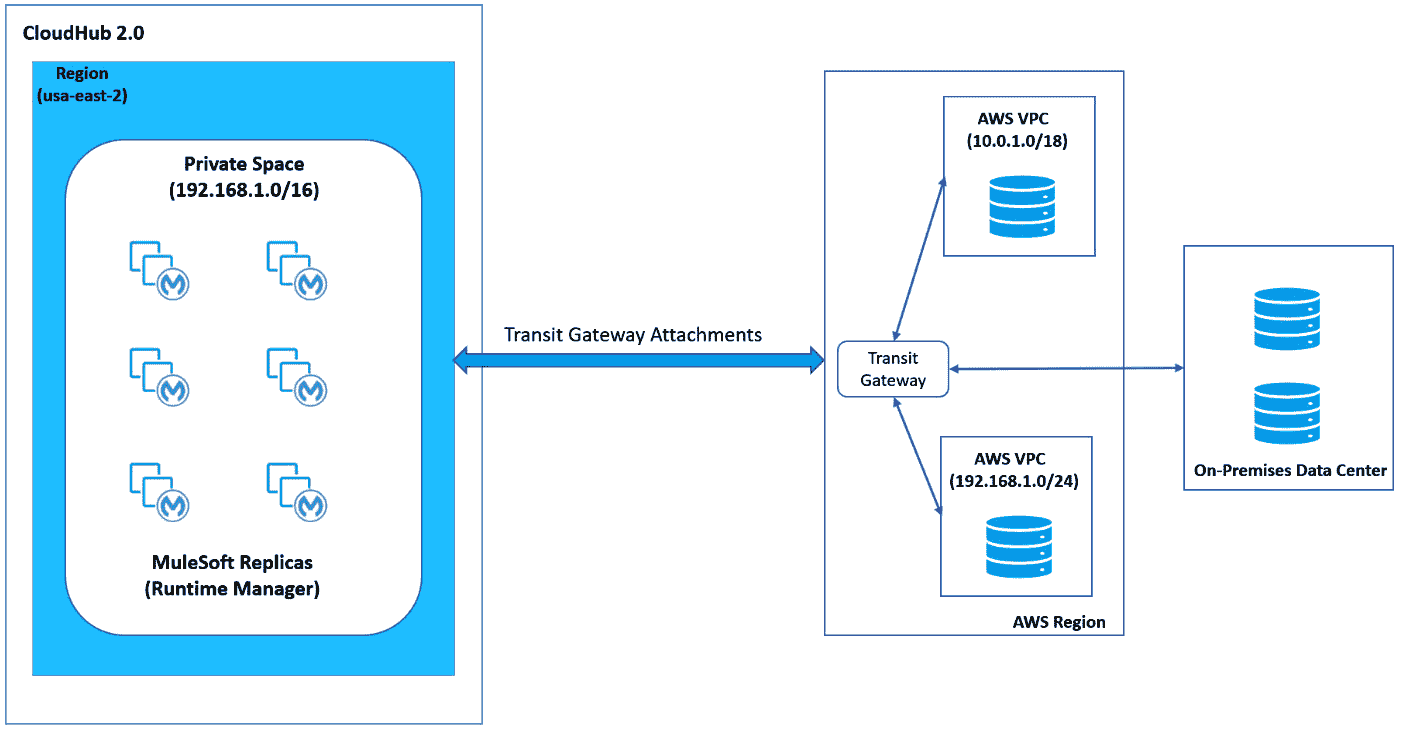 CloudHub 2.0
Region
(usa-east-2)
Private Space
(192.168.1.0/16)
MuleSoft Replicas
(Runtime Manager)
Transit Gateway Attachments
AWS VPC
(10.0.1.0/18)
Transit
Gateway
AWS VPC
(192.168.1.0/24)
AWS Region
On-Premises Data Center